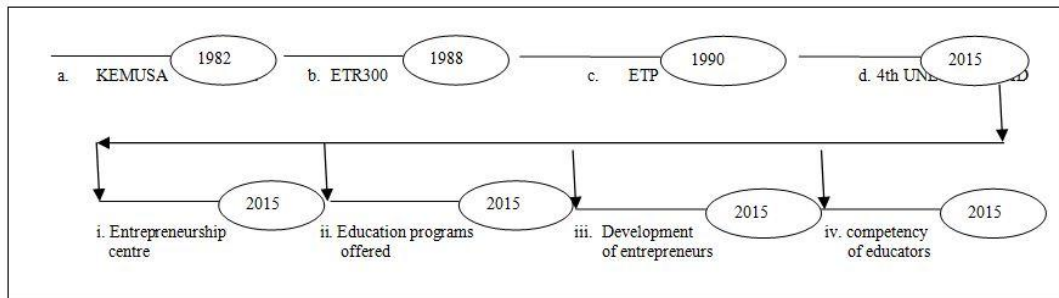 1982
1988
1990
2015
a. KEMUSA
b. ETR300
c. ETP
d. 4th
2015
2015
2015
2015
i. Entrepreneurship
centre
ii. Education programs
offered
iii. Development
of entrepreneurs
iv. competency
of educators